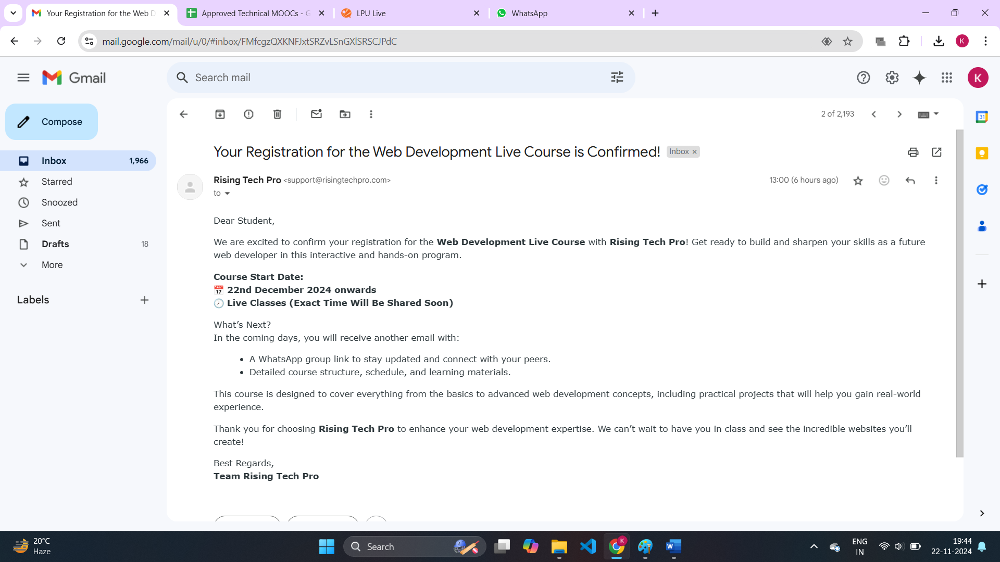 Your Registration for the Web D
Approved Technical MOOCs - G
LPU Live
WhatsApp
mail.google.com/mail/u/0/#inbox/FMfcgzQXKNFJxtSRZvLSnGXlSRSCJPdC
K
Gmail
Search mail
K
Compose
2 of 2,193
31
Inbox 1,966
Starred
Snoozed
Sent
Drafts 18
More
Labels
Your Registration for the Web Development Live Course is Confirmed! Inbox ×
Rising Tech Pro <support@risingtechpro.com> 13:00 (6 hours ago)
to
Dear Student,
We are excited to confirm your registration for the Web Development Live Course with Rising Tech Pro! Get ready to build and sharpen your skills as a future
web developer in this interactive and hands-on program.
Course Start Date:
📅 22nd December 2024 onwards
🕗 Live Classes (Exact Time Will Be Shared Soon)
What’s Next?
In the coming days, you will receive another email with:
• A WhatsApp group link to stay updated and connect with your peers.
• Detailed course structure, schedule, and learning materials.
This course is designed to cover everything from the basics to advanced web development concepts, including practical projects that will help you gain real-world
experience.
Thank you for choosing Rising Tech Pro to enhance your web development expertise. We can’t wait to have you in class and see the incredible websites you’ll
create!
Best Regards,
Team Rising Tech Pro
20°C
Haze
Search
K
W
ENG
IN
19:44
22-11-2024